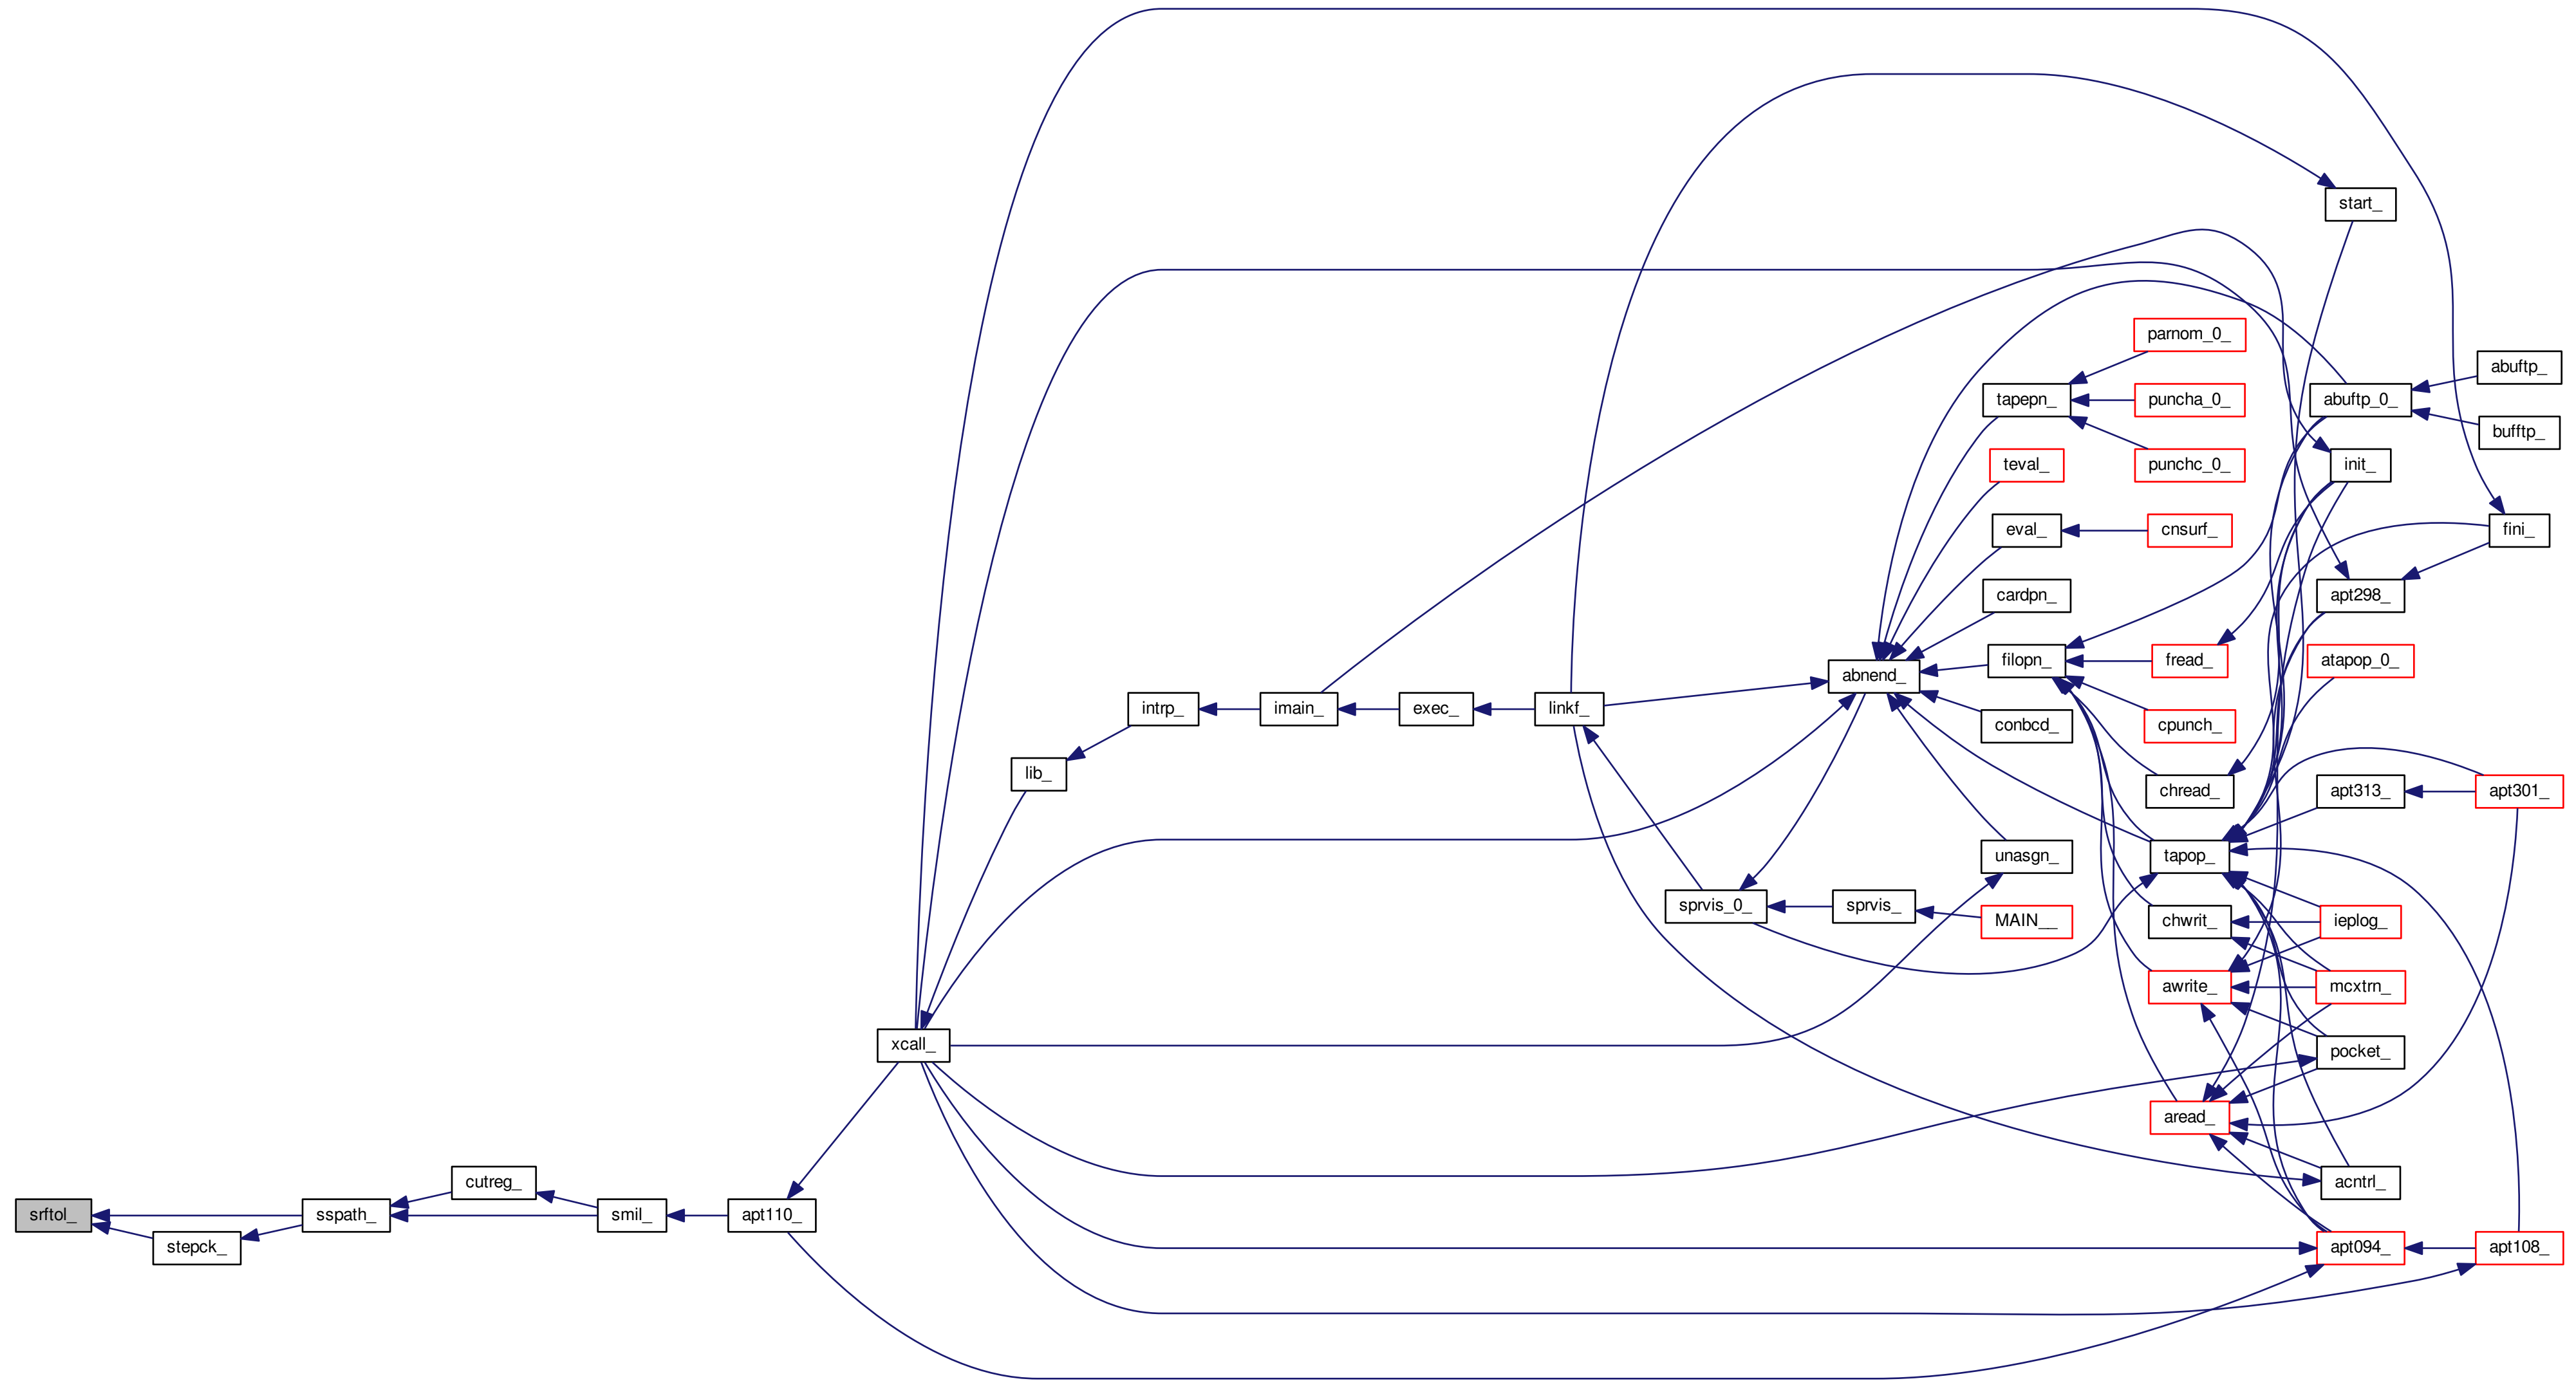 start_
parnom_0_
abuftp_
tapepn_
puncha_0_
abuftp_0_
bufftp_
teval_
punchc_0_
init_
eval_
cnsurf_
fini_
cardpn_
apt298_
filopn_
fread_
atapop_0_
abnend_
intrp_
imain_
exec_
linkf_
conbcd_
cpunch_
lib_
chread_
apt313_
apt301_
unasgn_
tapop_
sprvis_0_
sprvis_
MAIN__
chwrit_
ieplog_
awrite_
mcxtrn_
xcall_
pocket_
aread_
cutreg_
acntrl_
srftol_
sspath_
smil_
apt110_
stepck_
apt094_
apt108_